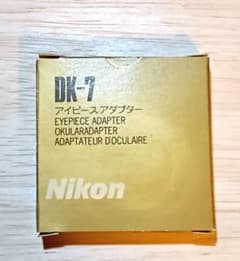 DK-7
アイピースアダプター
EYEPIECE ADAPTER
OKULARADAPTER
ADAPTATEUR D'OCULAIRE
Nikon